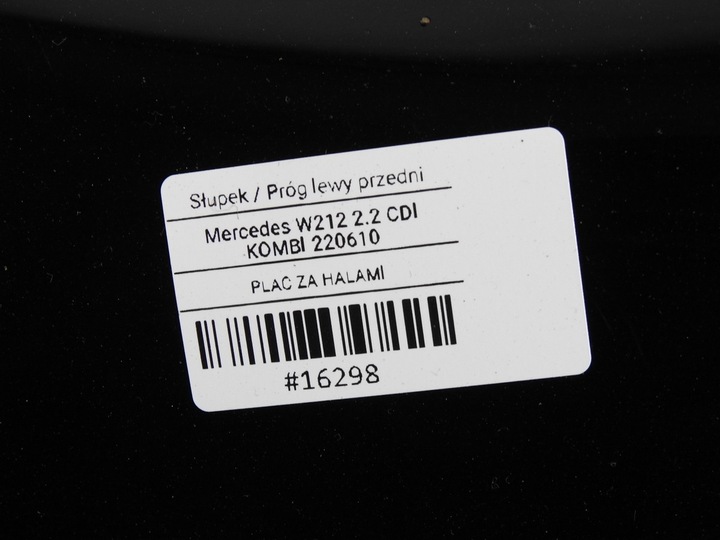 Słupek / Próg lewy przedni
Mercedes W212 2.2 CDI
KOMBI 220610
PLAC ZA HALAMI
#16298